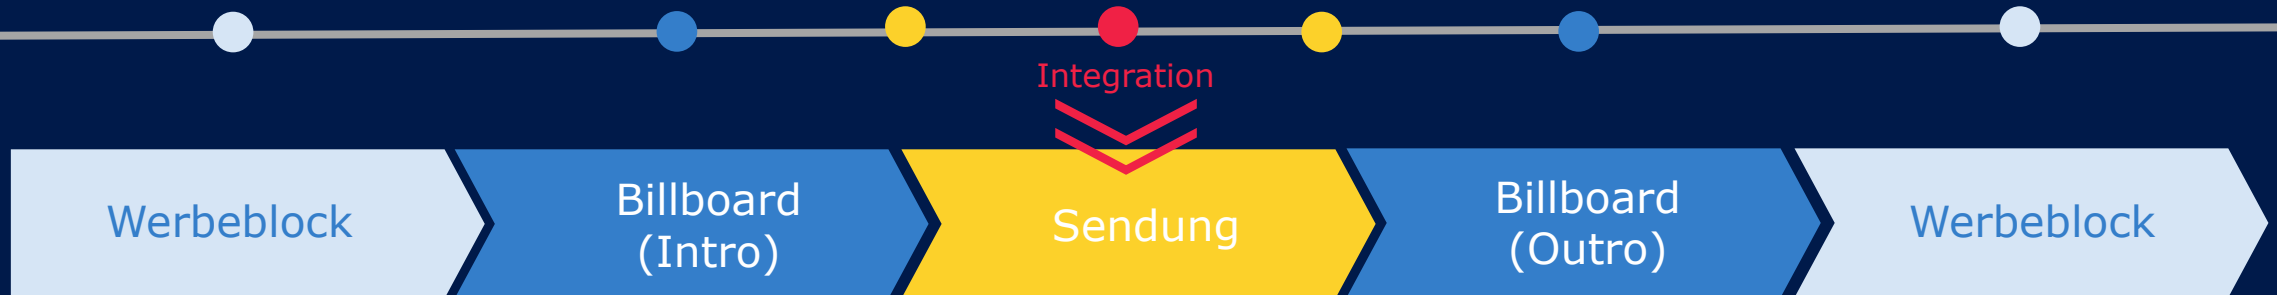 Integration
Werbeblock
Billboard
(Intro)
Sendung
Billboard
(Outro)
Werbeblock